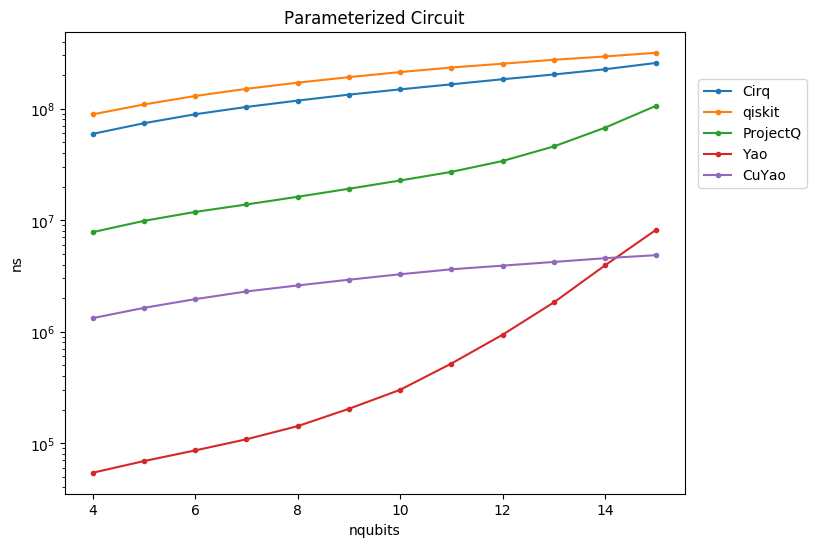 Parameterized Circuit
ns
10^8
10^7
10^6
10^5
4 6 8 10 12 14
nqubits
Cirq
qiskit
ProjectQ
Yao
CuYao